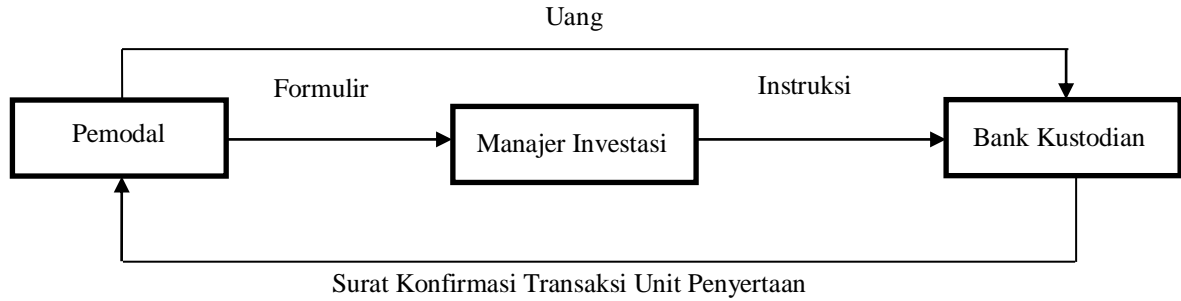 Uang
Formulir
Instruksi
Pemodal
Manajer Investasi
Bank Kustodian
Surat Konfirmasi Transaksi Unit Penyertaan